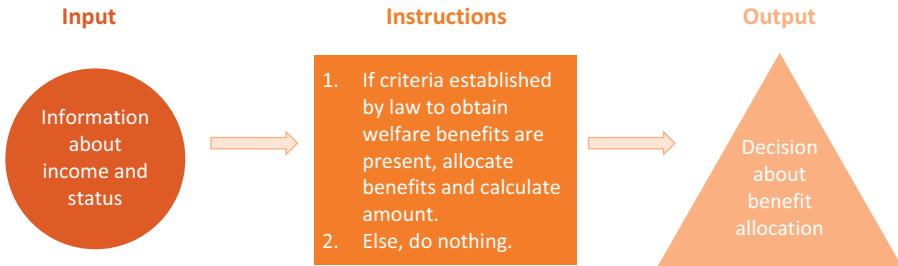 Input
Instructions
Output
Information
about
income and
status
1. If criteria established
by law to obtain
welfare benefits are
present, allocate
benefits and calculate
amount.
2. Else, do nothing.
Decision
about
benefit
allocation